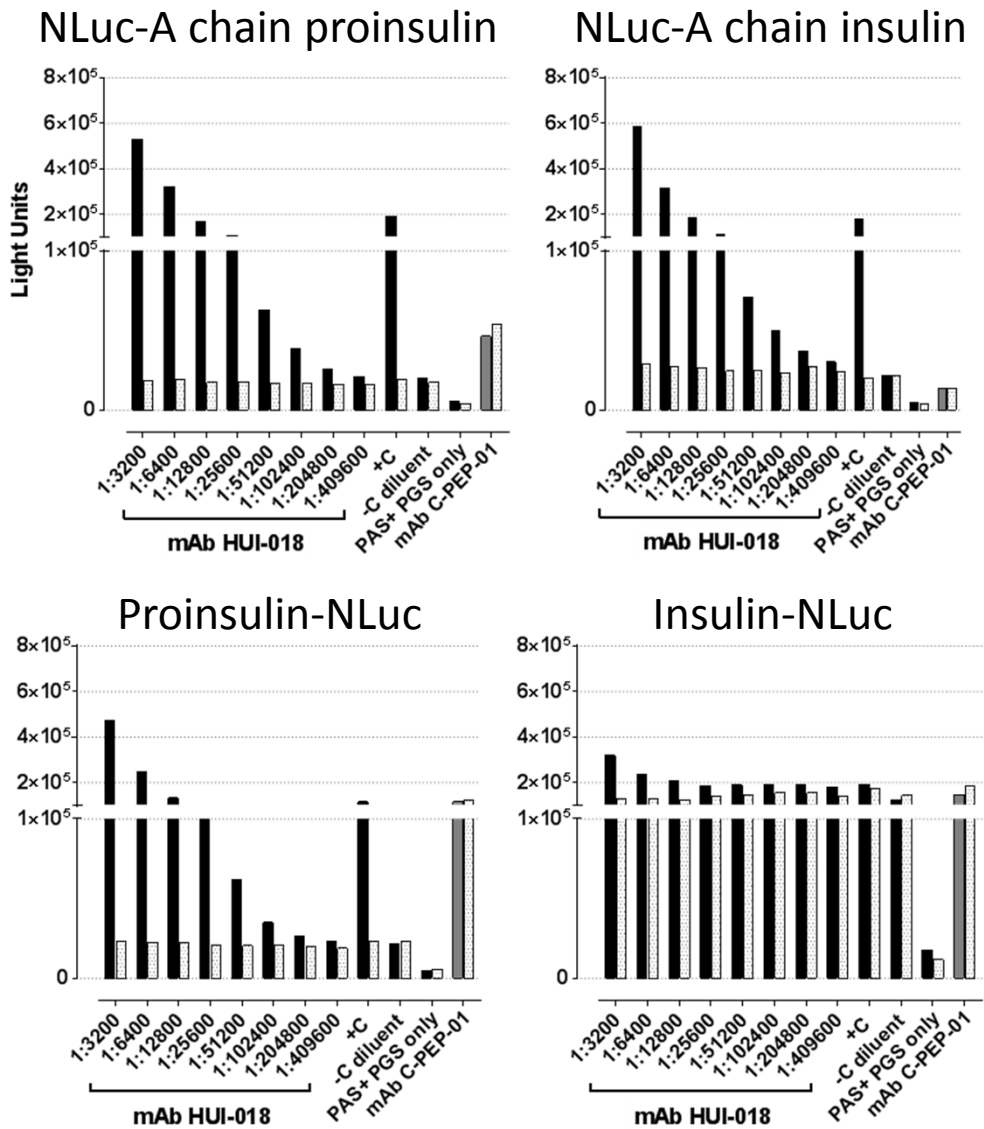 NLuc-A chain proinsulin
8×10⁵
6×10⁵
4×10⁵
2×10⁵
1×10⁵
0
Light Units
1:3200
1:6400
1:12800
1:25600
1:51200
1:102400
1:204800
1:409600
+C
-C diluent
PAS+ PGS only
mAb C-PEP-01
mAb HUI-018
NLuc-A chain insulin
8×10⁵
6×10⁵
4×10⁵
2×10⁵
1×10⁵
0
1:3200
1:6400
1:12800
1:25600
1:51200
1:102400
1:204800
1:409600
+C
-C diluent
PAS+ PGS only
mAb C-PEP-01
mAb HUI-018
Proinsulin-NLuc
8×10⁵
6×10⁵
4×10⁵
2×10⁵
1×10⁵
0
1:3200
1:6400
1:12800
1:25600
1:51200
1:102400
1:204800
1:409600
+C
-C diluent
PAS+ PGS only
mAb C-PEP-01
mAb HUI-018
Insulin-NLuc
8×10⁵
6×10⁵
4×10⁵
2×10⁵
1×10⁵
0
1:3200
1:6400
1:12800
1:25600
1:51200
1:102400
1:204800
1:409600
+C
-C diluent
PAS+ PGS only
mAb C-PEP-01
mAb HUI-018